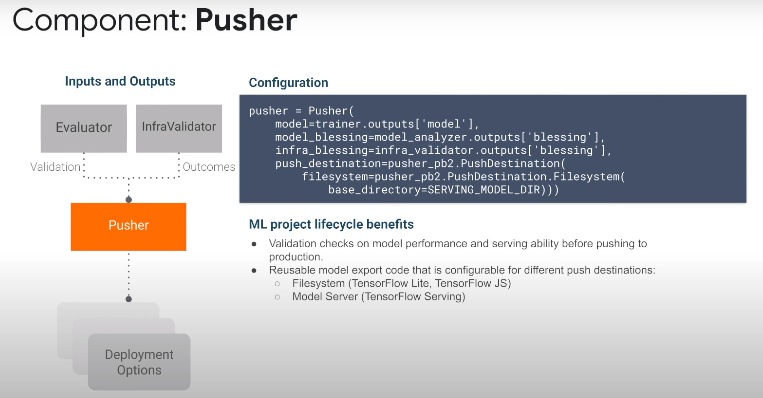 Component: Pusher
Inputs and Outputs
Evaluator
InfraValidator
Validation
Outcomes
Pusher
Deployment
Options
Configuration
pusher = Pusher(
    model=trainer.outputs['model'],
    model_blessing=model_analyzer.outputs['blessing'],
    infra_blessing=infra_validator.outputs['blessing'],
    push_destination=pusher_pb2.PushDestination(
        filesystem=pusher_pb2.PushDestination.Filesystem(
            base_directory=SERVING_MODEL_DIR)))
ML project lifecycle benefits
● Validation checks on model performance and serving ability before pushing to
production.
● Reusable model export code that is configurable for different push destinations:
○ Filesystem (TensorFlow Lite, TensorFlow JS)
○ Model Server (TensorFlow Serving)